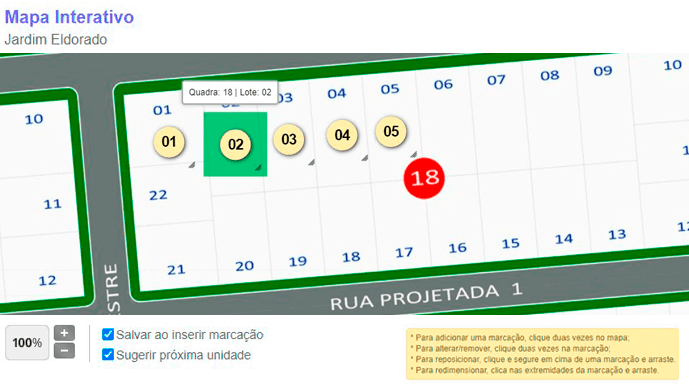 Mapa Interativo
Jardim Eldorado
Quadra: 18 | Lote: 02
01 03 04 05 06 07 08 09 10
10
01 02 03 04 05
11
22
18
12
21 20 19 18 17 16 15 14 13 12
ESTRE
RUA PROJETADA 1
100%
+
-
Salvar ao inserir marcação
Sugerir próxima unidade
* Para adicionar uma marcação, clique duas vezes no mapa;
* Para alterar/remover, clique duas vezes na marcação;
* Para reposicionar, clique e segure em cima de uma marcação e arraste.
* Para redimensionar, clica nas extremidades da marcação e arraste.